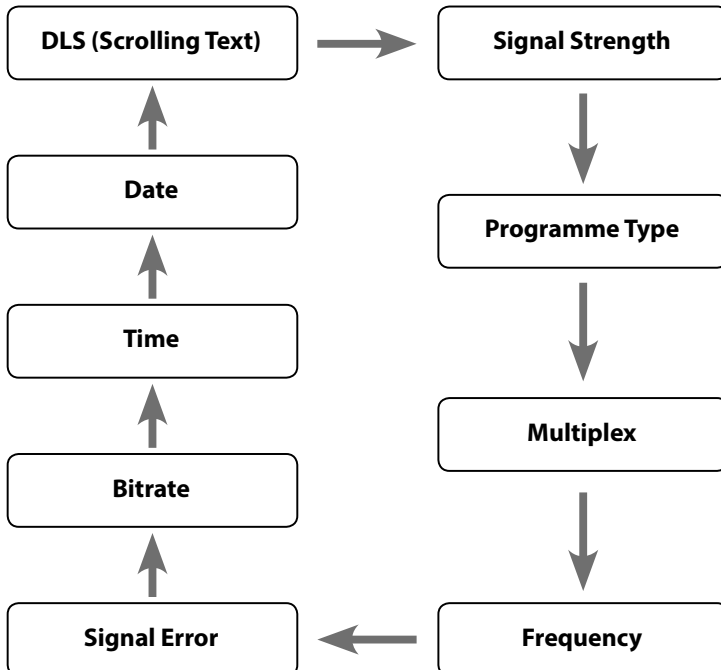 DLS (Scrolling Text)
Signal Strength
Programme Type
Multiplex
Frequency
Signal Error
Bitrate
Time
Date